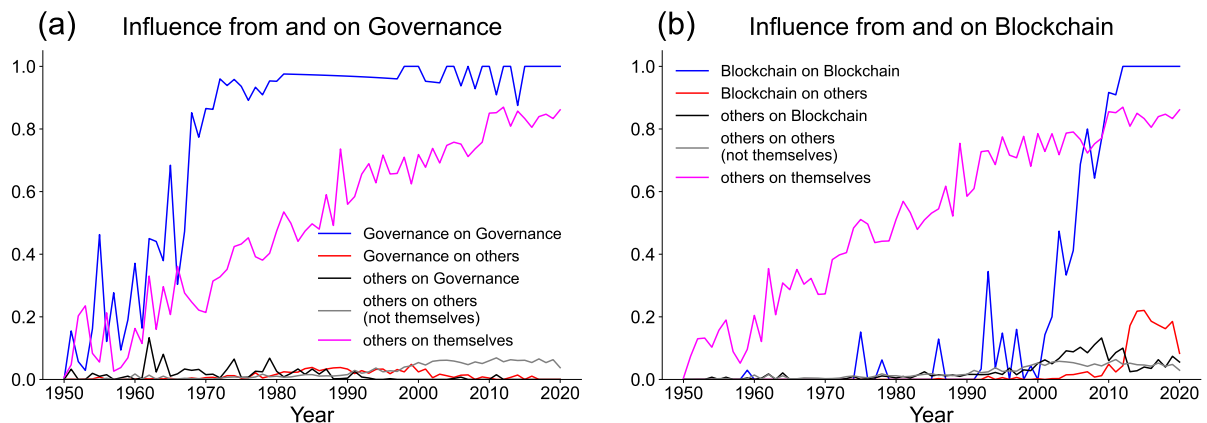 (a) Influence from and on Governance
1.0
0.8
0.6
0.4
0.2
0.0
Governance on Governance
Governance on others
others on Governance
others on others
(not themselves)
others on themselves
1950 1960 1970 1980 1990 2000 2010 2020
Year
(b) Influence from and on Blockchain
1.0
0.8
0.6
0.4
0.2
0.0
Blockchain on Blockchain
Blockchain on others
others on Blockchain
others on others
(not themselves)
others on themselves
1950 1960 1970 1980 1990 2000 2010 2020
Year